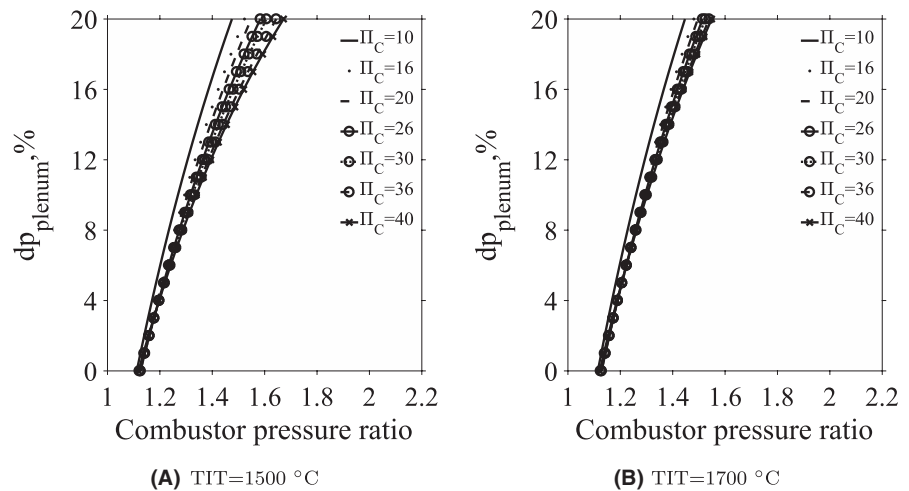 20
16
12
8
4
0
dp_plenum,%
Π_C=10
Π_C=16
Π_C=20
Π_C=26
Π_C=30
Π_C=36
Π_C=40
1 1.2 1.4 1.6 1.8 2 2.2
Combustor pressure ratio
(A) TIT=1500 °C
20
16
12
8
4
0
dp_plenum,%
Π_C=10
Π_C=16
Π_C=20
Π_C=26
Π_C=30
Π_C=36
Π_C=40
1 1.2 1.4 1.6 1.8 2 2.2
Combustor pressure ratio
(B) TIT=1700 °C